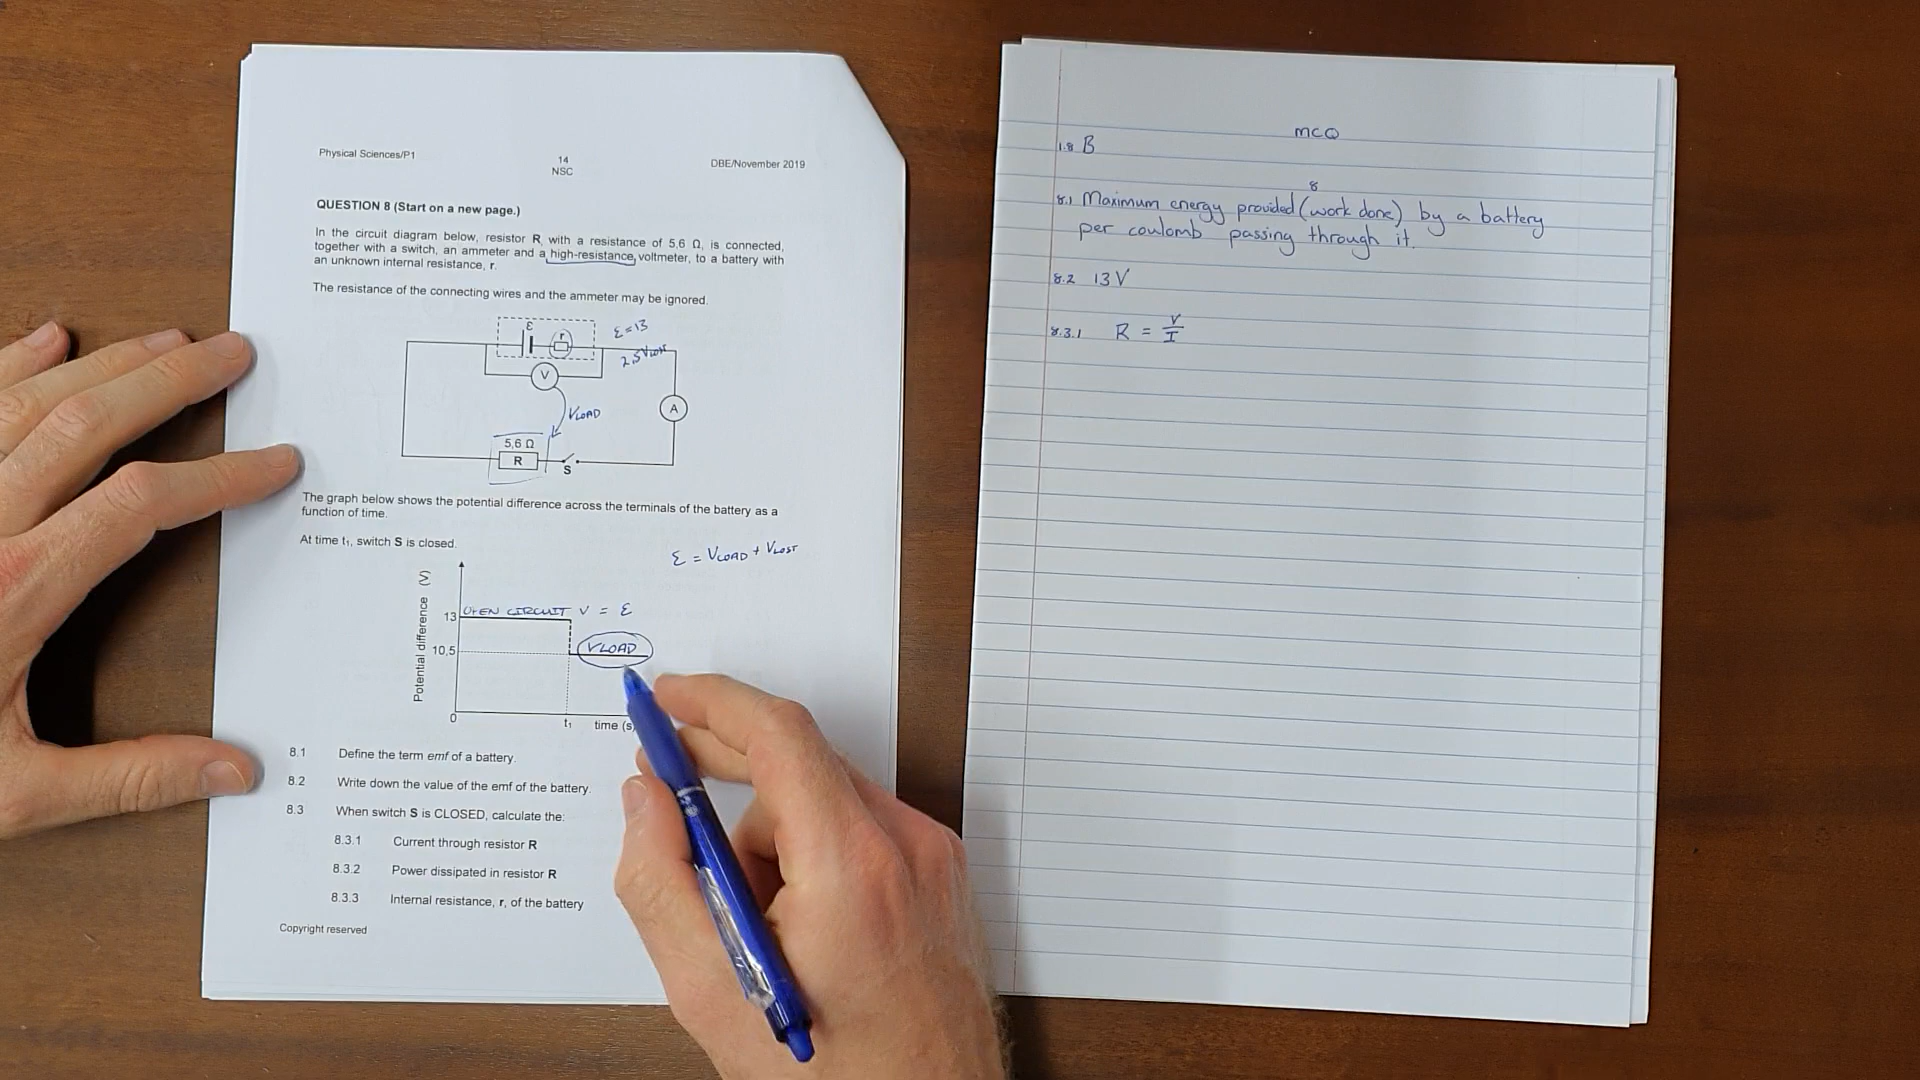 Physical Sciences/P1
14
NSC
DBE/November 2019
QUESTION 8 (Start on a new page.)
In the circuit diagram below, resistor R, with a resistance of 5,6 Ω, is connected,
together with a switch, an ammeter and a high-resistance voltmeter, to a battery with
an unknown internal resistance, r.
The resistance of the connecting wires and the ammeter may be ignored.
ε
r
ε = 13
2.5 VLOST
V
VLOAD
A
5,6 Ω
R
S
The graph below shows the potential difference across the terminals of the battery as a
function of time.
At time t₁, switch S is closed.
ε = VLOAD + VLOST
Potential difference (V)
13
OPEN CIRCUIT V = ε
10,5
VLOAD
0
t₁
time (s)
8.1 Define the term emf of a battery.
8.2 Write down the value of the emf of the battery.
8.3 When switch S is CLOSED, calculate the:
8.3.1 Current through resistor R
8.3.2 Power dissipated in resistor R
8.3.3 Internal resistance, r, of the battery
Copyright reserved
MCQ
1.8 B
8
8.1 Maximum energy provided (work done) by a battery
per coulomb passing through it.
8.2 13 V
8.3.1 R = V/I